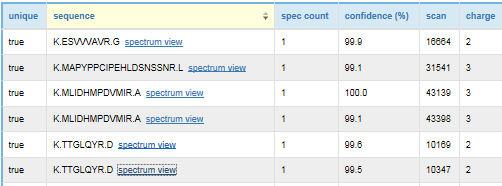 unique sequence spec count confidence (%) scan charge
true K.ESVVVAVR.G spectrum view 1 99.9 16664 2
true K.MAPYPPCIPEHLDSNSSNR.L spectrum view 1 99.1 31541 3
true K.MLIDHMPDVMIR.A spectrum view 1 100.0 43139 3
true K.MLIDHMPDVMIR.A spectrum view 1 99.1 43398 3
true K.TTGLQYR.D spectrum view 1 99.6 10169 2
true K.TTGLQYR.D spectrum view 1 99.5 10347 2